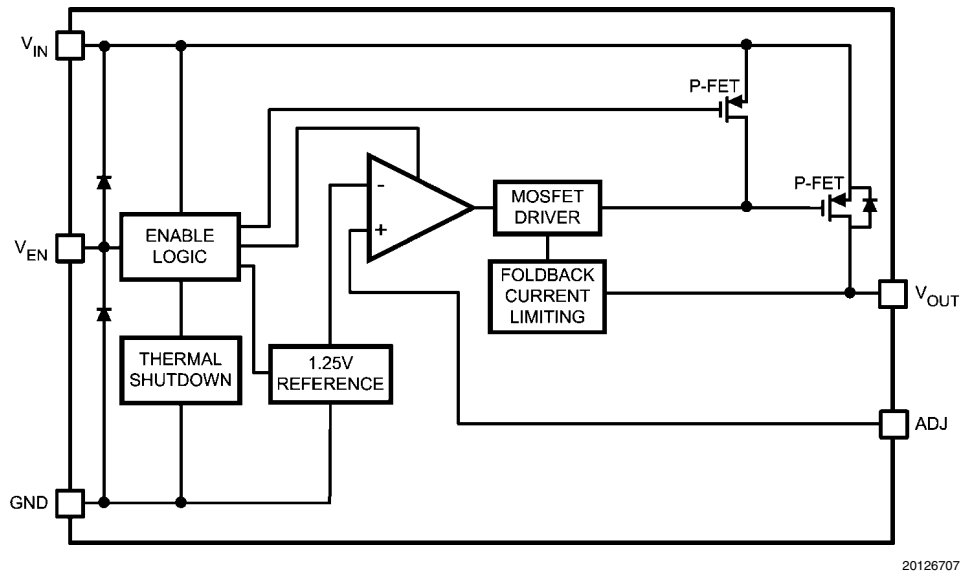 VIN
P-FET
P-FET
-
MOSFET
DRIVER
+
ENABLE
LOGIC
VEN
FOLDBACK
CURRENT
LIMITING
VOUT
THERMAL
SHUTDOWN
1.25V
REFERENCE
ADJ
GND
20126707